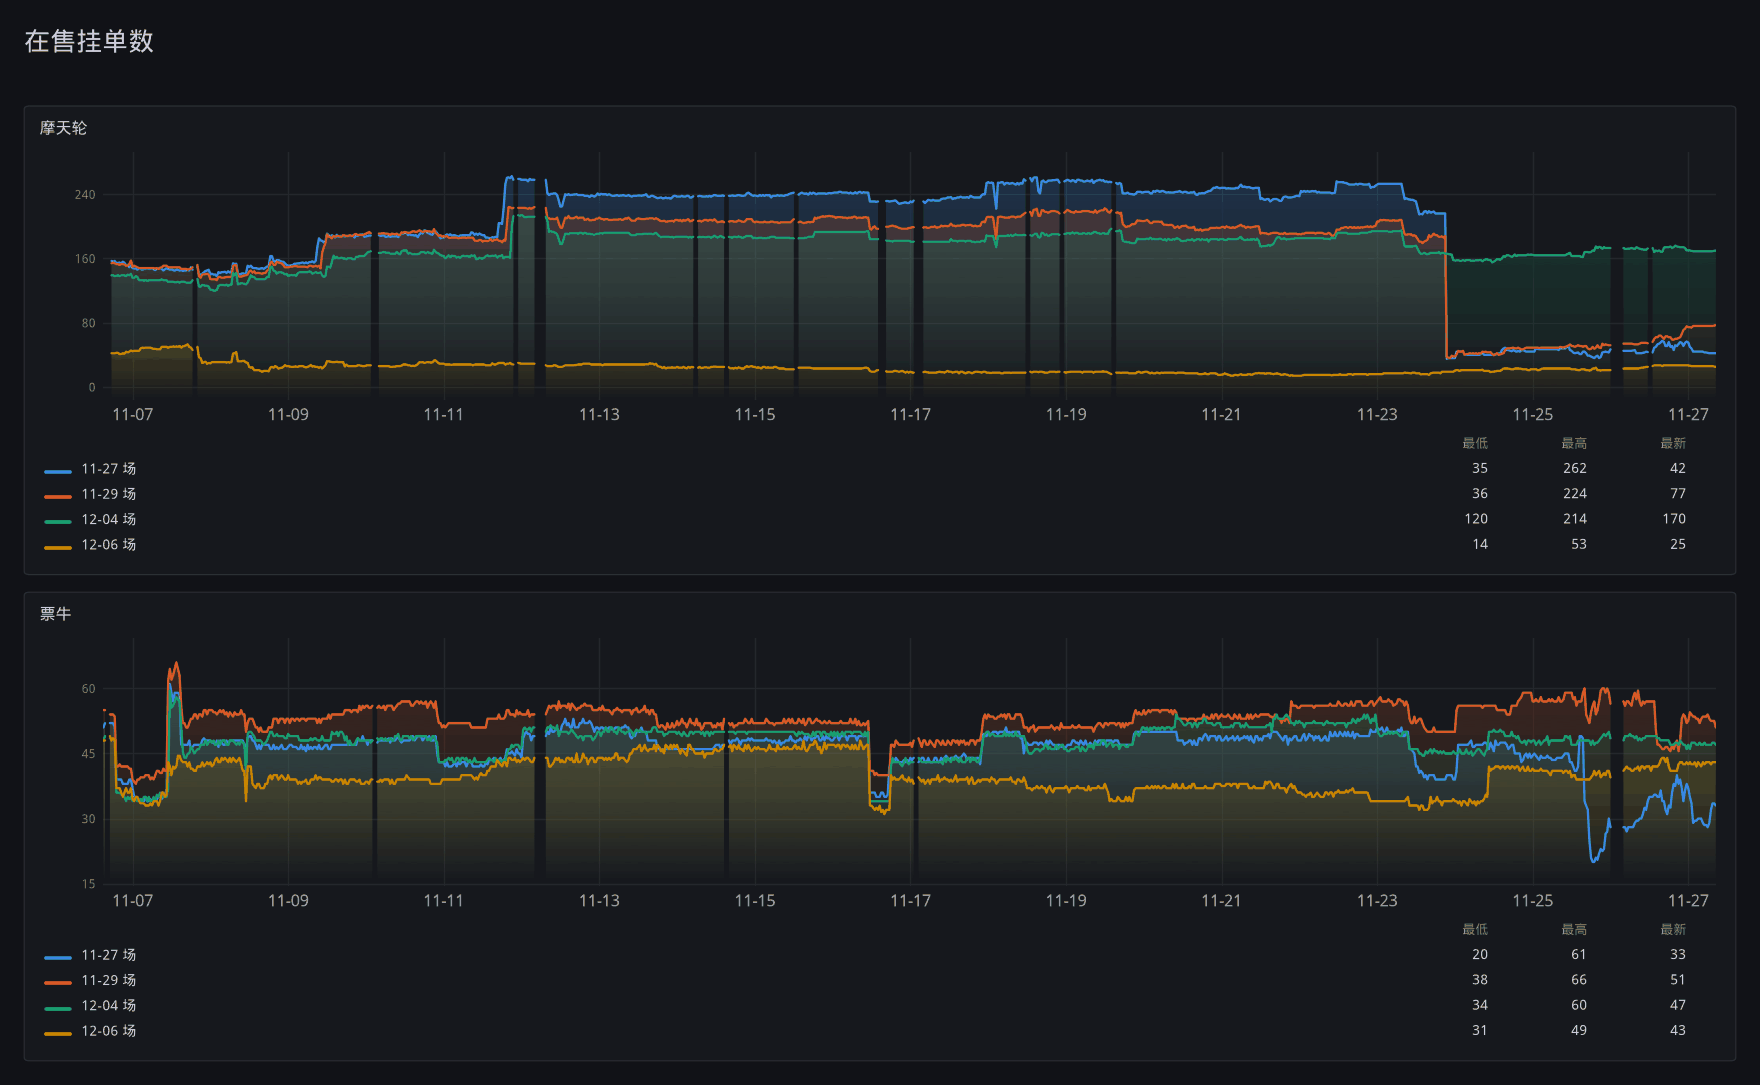 在售挂单数
摩天轮
240
160
80
0
11-07 11-09 11-11 11-13 11-15 11-17 11-19 11-21 11-23 11-25 11-27
最低 最高 最新
11-27 场 35 262 42
11-29 场 36 224 77
12-04 场 120 214 170
12-06 场 14 53 25
票牛
60
45
30
15
11-07 11-09 11-11 11-13 11-15 11-17 11-19 11-21 11-23 11-25 11-27
最低 最高 最新
11-27 场 20 61 33
11-29 场 38 66 51
12-04 场 34 60 47
12-06 场 31 49 43